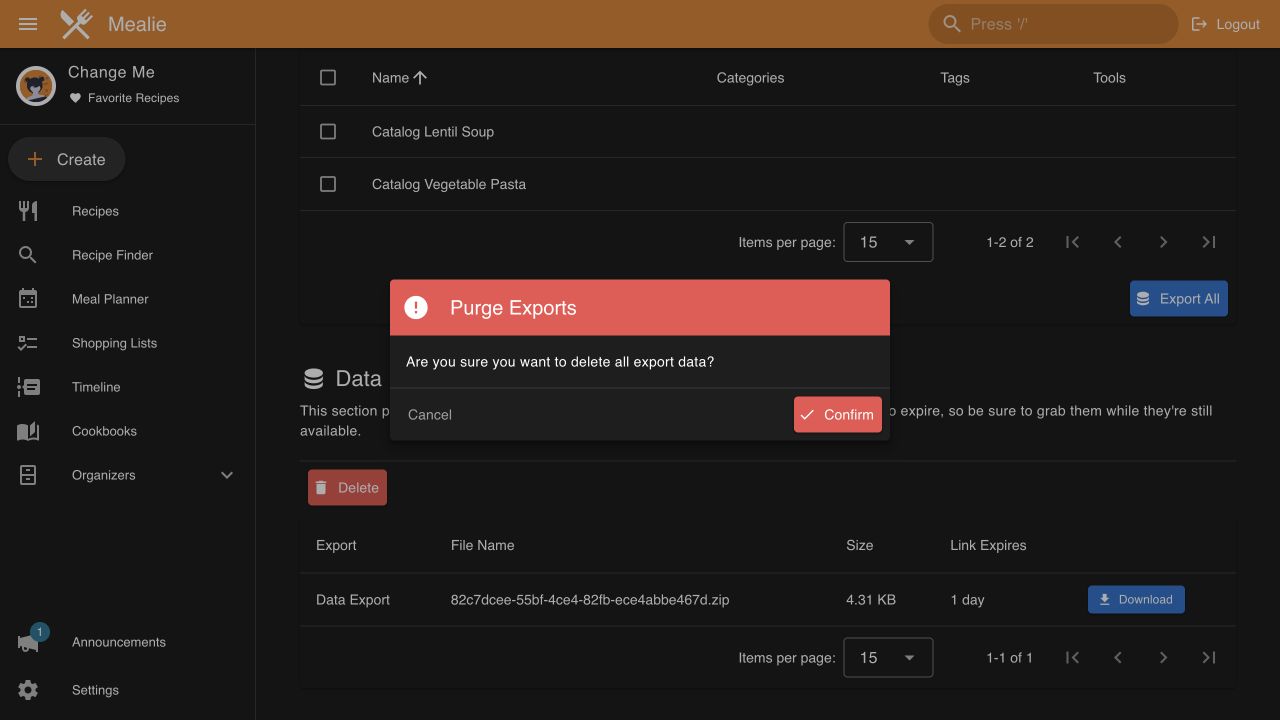 Mealie
Press '/'
Logout
Change Me
Favorite Recipes
Create
Recipes
Recipe Finder
Meal Planner
Shopping Lists
Timeline
Cookbooks
Organizers
1
Announcements
Settings
Name Categories Tags Tools
Catalog Lentil Soup
Catalog Vegetable Pasta
Items per page: 15 1-2 of 2
Export All
Purge Exports
Are you sure you want to delete all export data?
Cancel Confirm
Data
This section p
o expire, so be sure to grab them while they're still
available.
Delete
Export File Name Size Link Expires
Data Export 82c7dcee-55bf-4ce4-82fb-ece4abbe467d.zip 4.31 KB 1 day Download
Items per page: 15 1-1 of 1